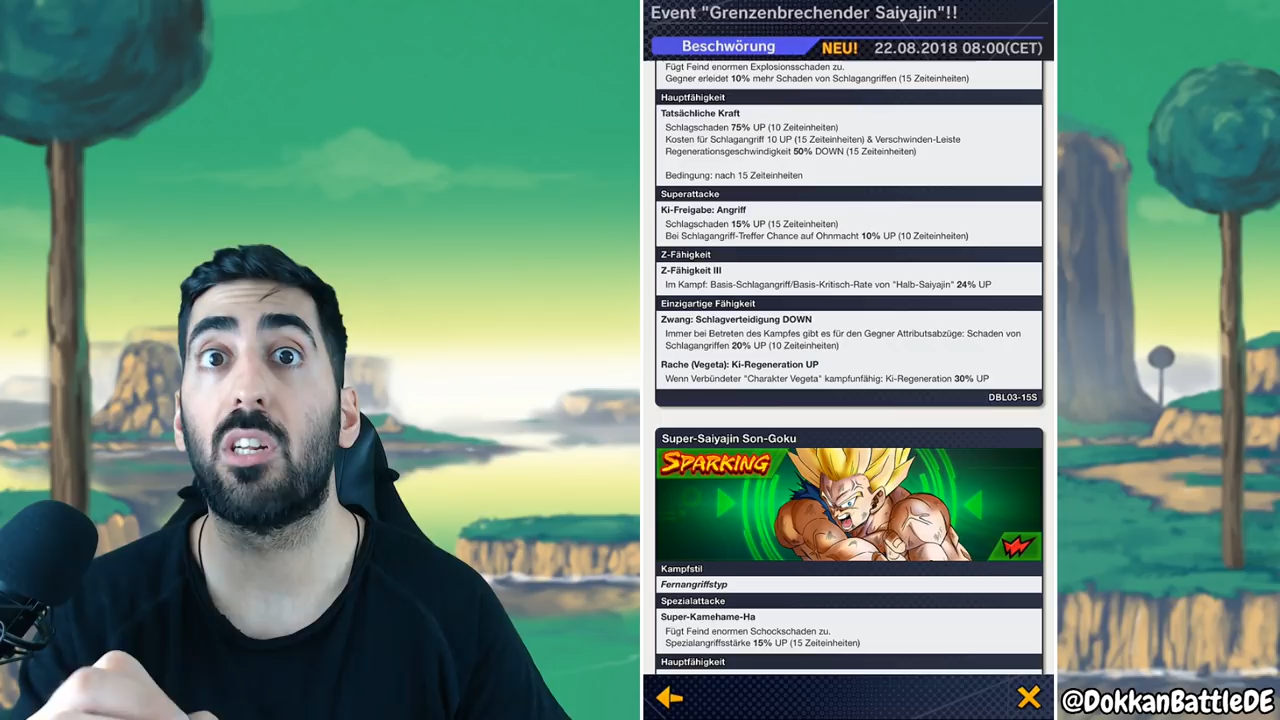 Event "Grenzenbrechender Saiyajin"!!
Beschwörung NEU! 22.08.2018 08:00(CET)
Fügt Feind enormen Explosionsschaden zu.
Gegner erleidet 10% mehr Schaden von Schlagangriffen (15 Zeiteinheiten)
Hauptfähigkeit
Tatsächliche Kraft
Schlagschaden 75% UP (10 Zeiteinheiten)
Kosten für Schlagangriff 10 UP (15 Zeiteinheiten) & Verschwinden-Leiste
Regenerationsgeschwindigkeit 50% DOWN (15 Zeiteinheiten)
Bedingung: nach 15 Zeiteinheiten
Superattacke
Ki-Freigabe: Angriff
Schlagschaden 15% UP (15 Zeiteinheiten)
Bei Schlagangriff-Treffer Chance auf Ohnmacht 10% UP (10 Zeiteinheiten)
Z-Fähigkeit
Z-Fähigkeit III
Im Kampf: Basis-Schlagangriff/Basis-Kritisch-Rate von "Halb-Saiyajin" 24% UP
Einzigartige Fähigkeit
Zwang: Schlagverteidigung DOWN
Immer bei Betreten des Kampfes gibt es für den Gegner Attributsabzüge: Schaden von
Schlagangriffen 20% UP (10 Zeiteinheiten)
Rache (Vegeta): Ki-Regeneration UP
Wenn Verbündeter "Charakter Vegeta" kampfunfähig: Ki-Regeneration 30% UP
DBL03-15S
Super-Saiyajin Son-Goku
SPARKING
Kampfstil
Fernangriffstyp
Spezialattacke
Super-Kamehame-Ha
Fügt Feind enormen Schockschaden zu.
Spezialangriffsstärke 15% UP (15 Zeiteinheiten)
Hauptfähigkeit
@DokkanBattleDE